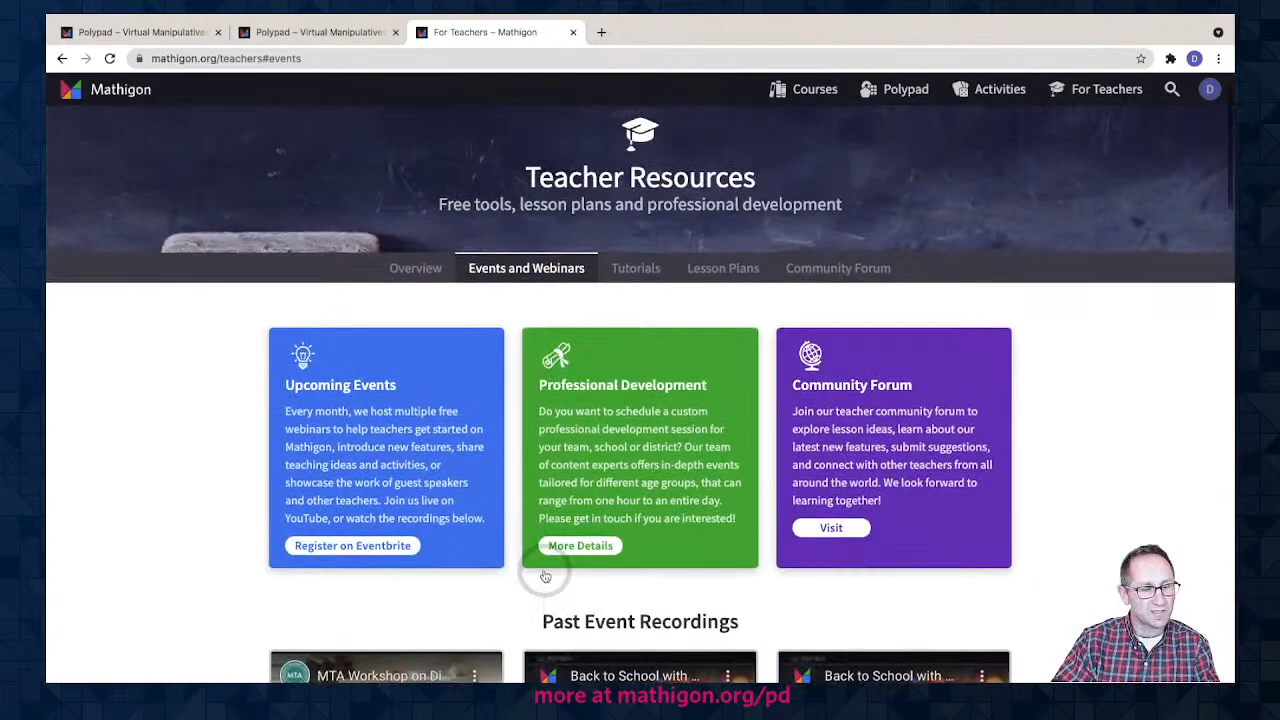 Polypad – Virtual Manipulatives
Polypad – Virtual Manipulatives
For Teachers – Mathigon
mathigon.org/teachers#events
D
Mathigon
Courses
Polypad
Activities
For Teachers
D
Teacher Resources
Free tools, lesson plans and professional development
Overview
Events and Webinars
Tutorials
Lesson Plans
Community Forum
Upcoming Events
Every month, we host multiple free
webinars to help teachers get started on
Mathigon, introduce new features, share
teaching ideas and activities, or
showcase the work of guest speakers
and other teachers. Join us live on
YouTube, or watch the recordings below.
Register on Eventbrite
Professional Development
Do you want to schedule a custom
professional development session for
your team, school or district? Our team
of content experts offers in-depth events
tailored for different age groups, that can
range from one hour to an entire day.
Please get in touch if you are interested!
More Details
Community Forum
Join our teacher community forum to
explore lesson ideas, learn about our
latest new features, submit suggestions,
and connect with other teachers from all
around the world. We look forward to
learning together!
Visit
Past Event Recordings
MTA
MTA Workshop on Di...
Back to School with ...
Back to School with ...
more at mathigon.org/pd